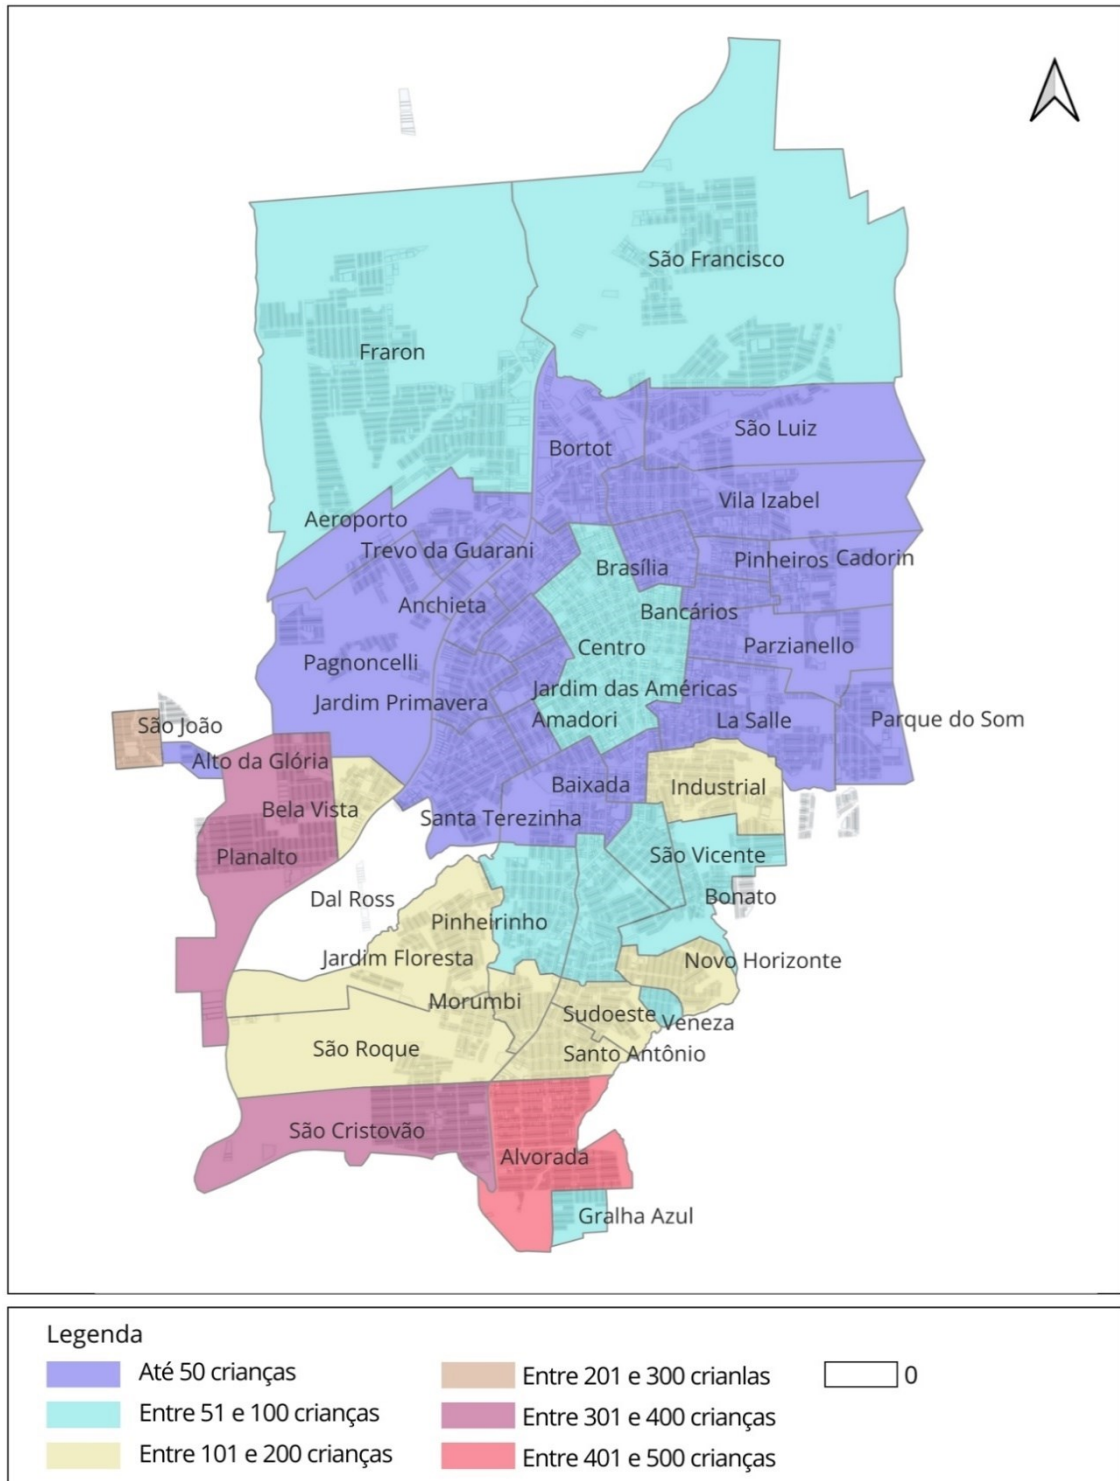 São Francisco
Fraron
São Luiz
Bortot
Vila Izabel
Aeroporto
Trevo da Guarani
Brasília
Pinheiros
Cadorin
Anchieta
Bancários
Centro
Parzianello
Pagnoncelli
Jardim Primavera
Jardim das Américas
Amadori
La Salle
Parque do Som
São João
Alto da Glória
Baixada
Industrial
Bela Vista
Santa Terezinha
Planalto
São Vicente
Dal Ross
Bonato
Pinheirinho
Jardim Floresta
Novo Horizonte
Morumbi
Sudoeste
Veneza
São Roque
Santo Antônio
São Cristovão
Alvorada
Gralha Azul
Legenda
Até 50 crianças
Entre 51 e 100 crianças
Entre 101 e 200 crianças
Entre 201 e 300 crianlas
Entre 301 e 400 crianças
Entre 401 e 500 crianças
0